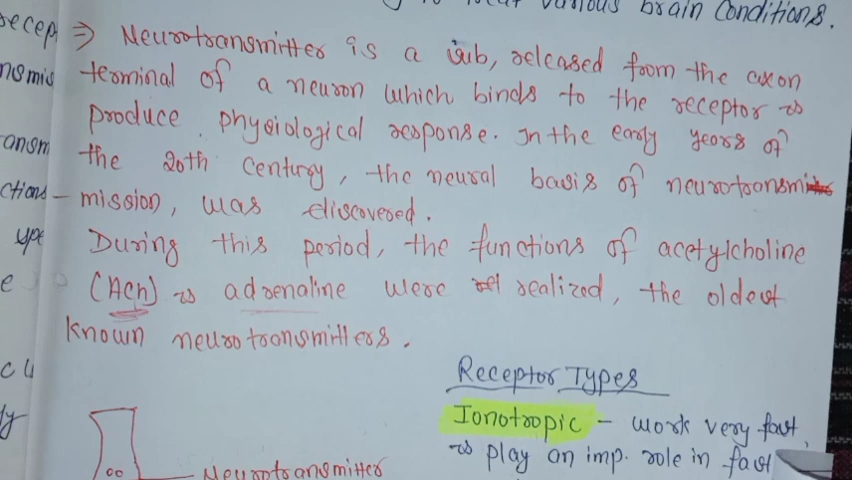 various brain conditions.
⇒ Neurotransmitter is a sub, released from the axon
terminal of a neuron which binds to the receptor &
produce physiological response. In the early years of
the 20th century, the neural basis of neurotransmi
- mission, was discovered.
During this period, the functions of acetylcholine
(ACh) & adrenaline were realized, the oldest
known neurotransmitters.
Receptor Types
Ionotropic - work very fast,
& play an imp. role in fast
Neurotransmitter